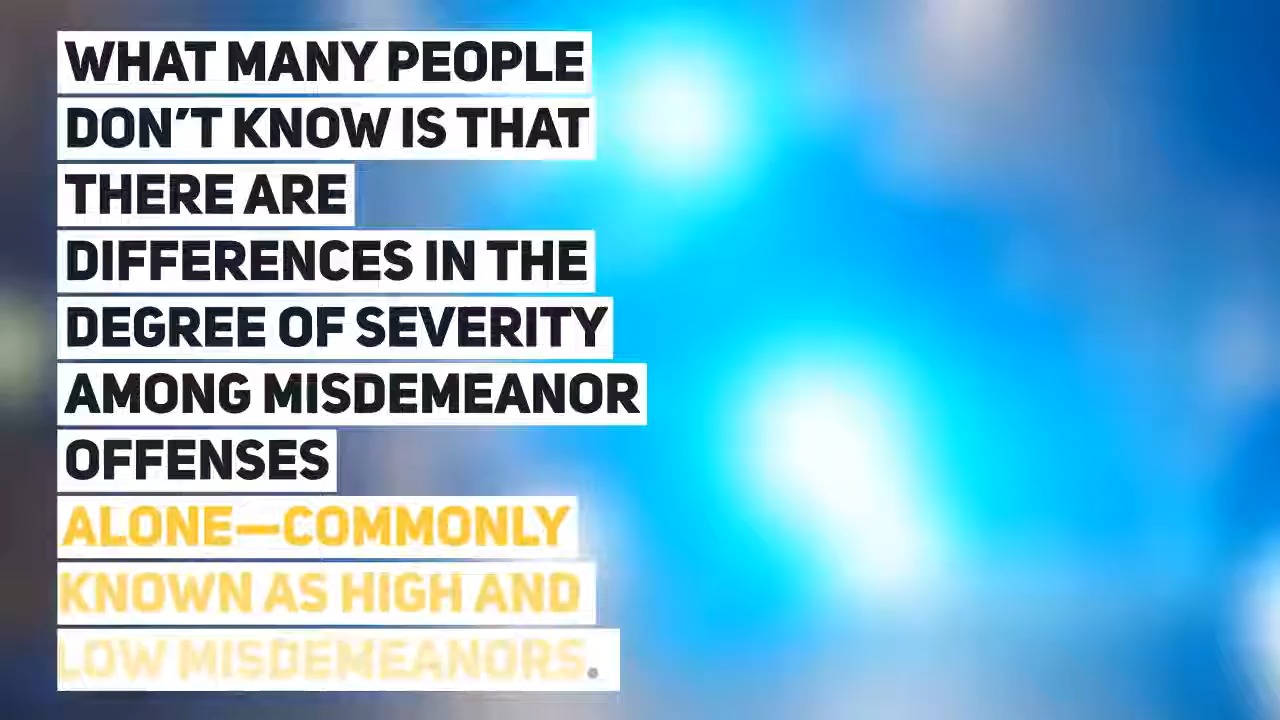 WHAT MANY PEOPLE
DON'T KNOW IS THAT
THERE ARE
DIFFERENCES IN THE
DEGREE OF SEVERITY
AMONG MISDEMEANOR
OFFENSES
ALONE—COMMONLY
KNOWN AS HIGH AND
LOW MISDEMEANORS.